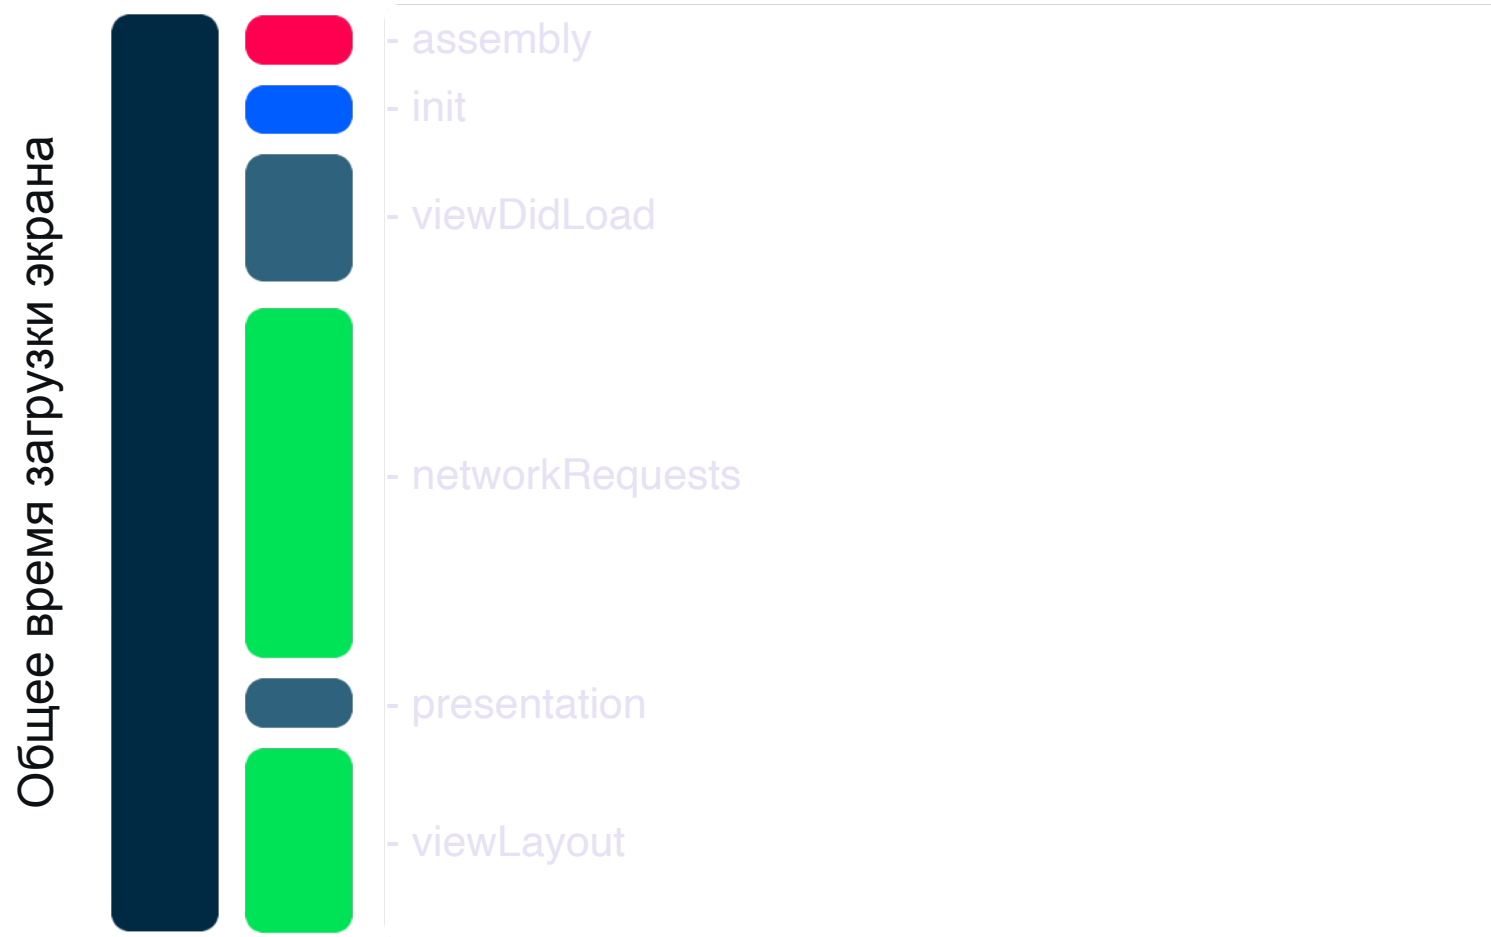 Общее время загрузки экрана
- assembly
- init
- viewDidLoad
- networkRequests
- presentation
- viewLayout